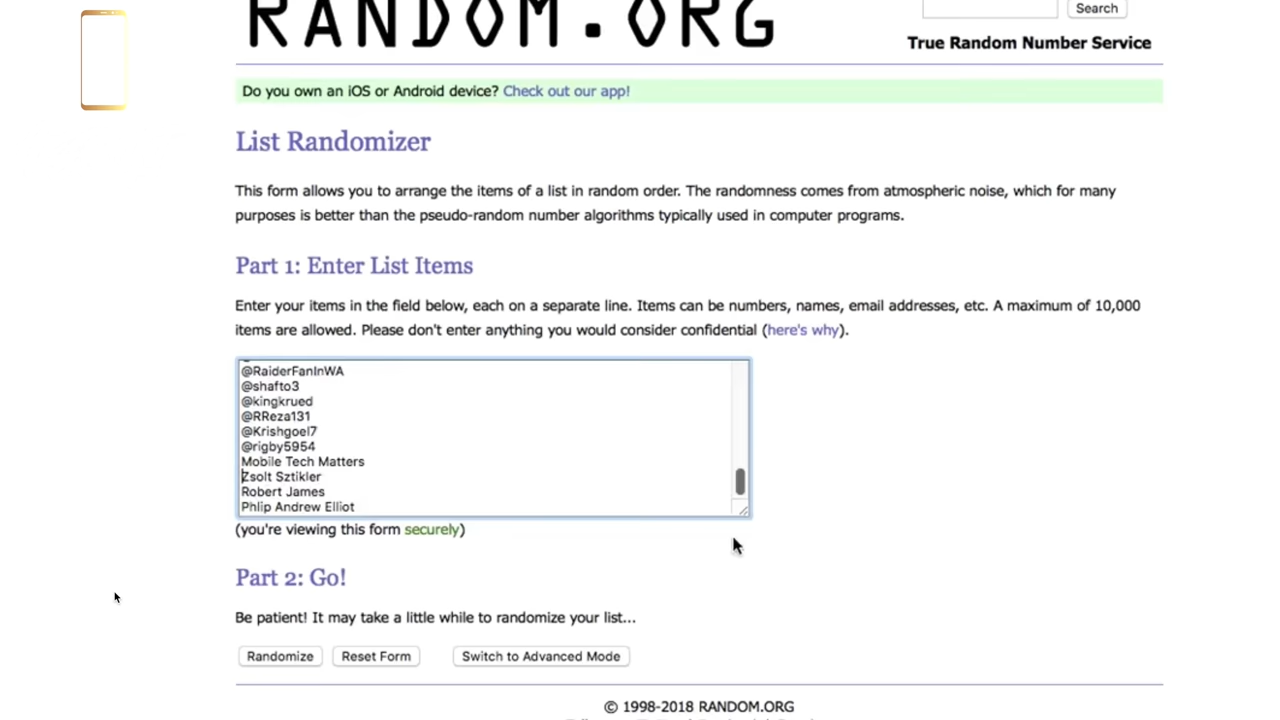 RANDOM.ORG
Search
True Random Number Service
Do you own an iOS or Android device? Check out our app!
List Randomizer
This form allows you to arrange the items of a list in random order. The randomness comes from atmospheric noise, which for many
purposes is better than the pseudo-random number algorithms typically used in computer programs.
Part 1: Enter List Items
Enter your items in the field below, each on a separate line. Items can be numbers, names, email addresses, etc. A maximum of 10,000
items are allowed. Please don't enter anything you would consider confidential (here's why).
@RaiderFanInWA
@shafto3
@kingkrued
@RReza131
@Krishgoel7
@rigby5954
Mobile Tech Matters
Zsolt Sztikler
Robert James
Phlip Andrew Elliot
(you're viewing this form securely)
Part 2: Go!
Be patient! It may take a little while to randomize your list...
Randomize Reset Form Switch to Advanced Mode
© 1998-2018 RANDOM.ORG